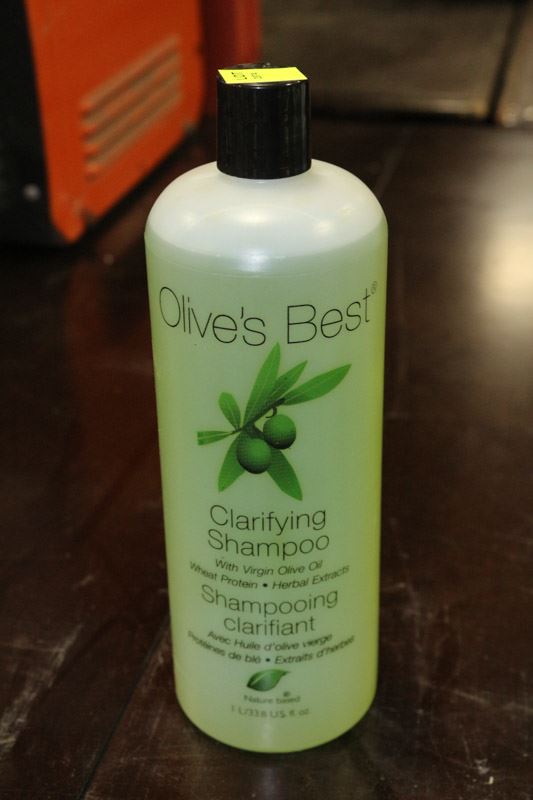 Olive's Best®
Clarifying
Shampoo
With Virgin Olive Oil
Wheat Protein • Herbal Extracts
Shampooing
clarifiant
Avec Huile d'olive vierge
Protéines de blé • Extraits d'herbes
Nature based®
1 L/33.8 U.S. fl. oz.